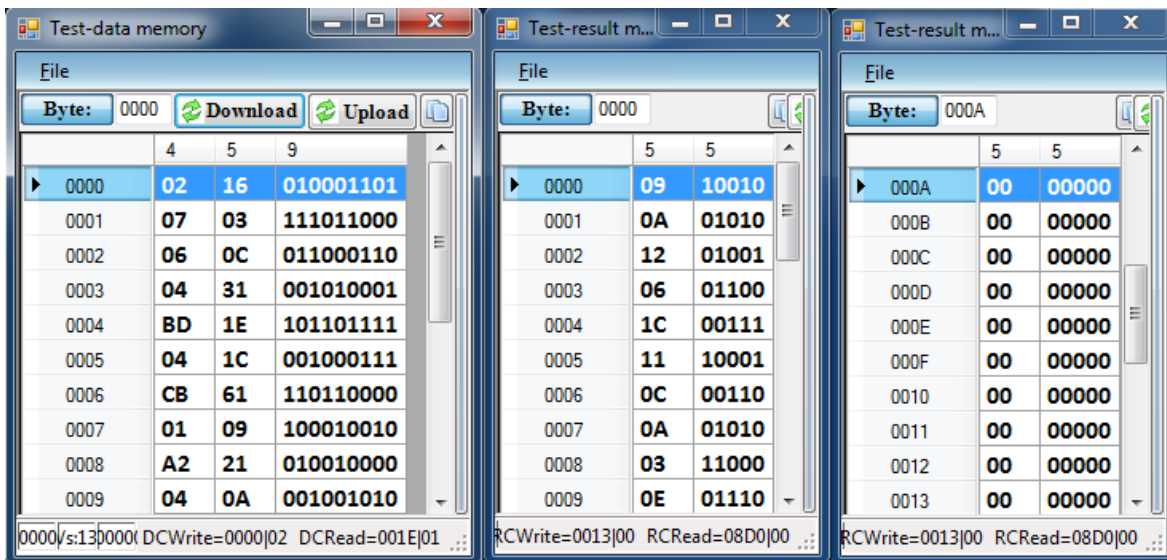 Test-data memory
File
Byte: 0000 Download Upload
4 5 9
0000 02 16 010001101
0001 07 03 111011000
0002 06 0C 011000110
0003 04 31 001010001
0004 BD 1E 101101111
0005 04 1C 001000111
0006 CB 61 110110000
0007 01 09 100010010
0008 A2 21 010010000
0009 04 0A 001001010
DCWrite=0000|02 DCRead=001E|01
Test-result m...
File
Byte: 0000
5 5
0000 09 10010
0001 0A 01010
0002 12 01001
0003 06 01100
0004 1C 00111
0005 11 10001
0006 0C 00110
0007 0A 01010
0008 03 11000
0009 0E 01110
RCWrite=0013|00 RCRead=08D0|00
Test-result m...
File
Byte: 000A
5 5
000A 00 00000
000B 00 00000
000C 00 00000
000D 00 00000
000E 00 00000
000F 00 00000
0010 00 00000
0011 00 00000
0012 00 00000
0013 00 00000
RCWrite=0013|00 RCRead=08D0|00